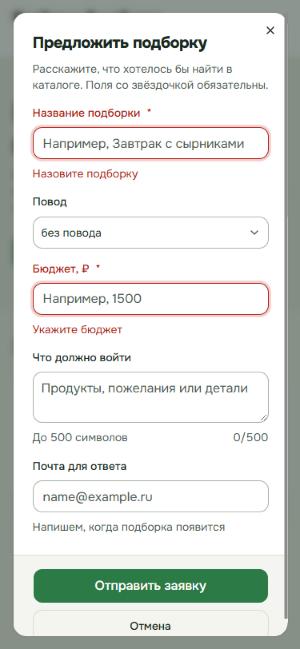 Предложить подборку
Расскажите, что хотелось бы найти в
каталоге. Поля со звёздочкой обязательны.
Название подборки *
Например, Завтрак с сырниками
Назовите подборку
Повод
без повода
Бюджет, ₽ *
Например, 1500
Укажите бюджет
Что должно войти
Продукты, пожелания или детали
До 500 символов 0/500
Почта для ответа
name@example.ru
Напишем, когда подборка появится
Отправить заявку
Отмена